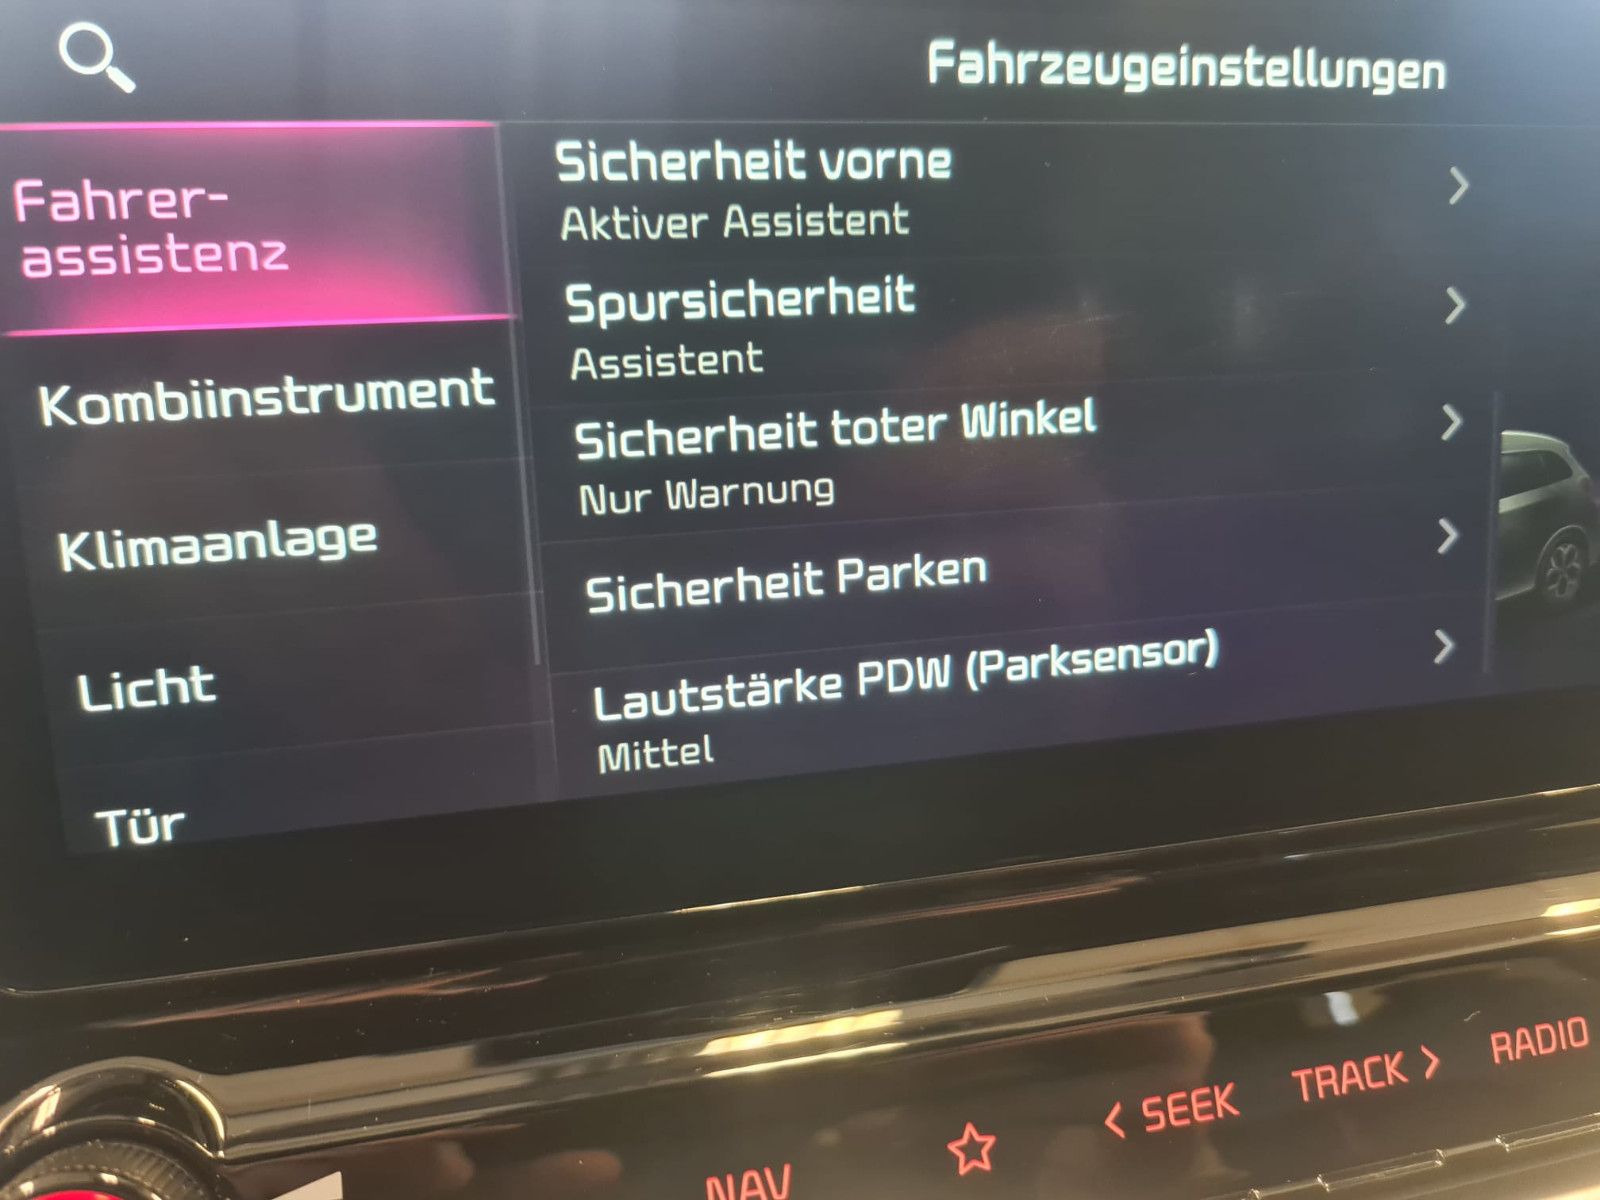 Fahrzeugeinstellungen
Fahrer-
assistenz
Kombiinstrument
Klimaanlage
Licht
Tür
Sicherheit vorne
Aktiver Assistent
Spursicherheit
Assistent
Sicherheit toter Winkel
Nur Warnung
Sicherheit Parken
Lautstärke PDW (Parksensor)
Mittel
NAV
< SEEK
TRACK >
RADIO